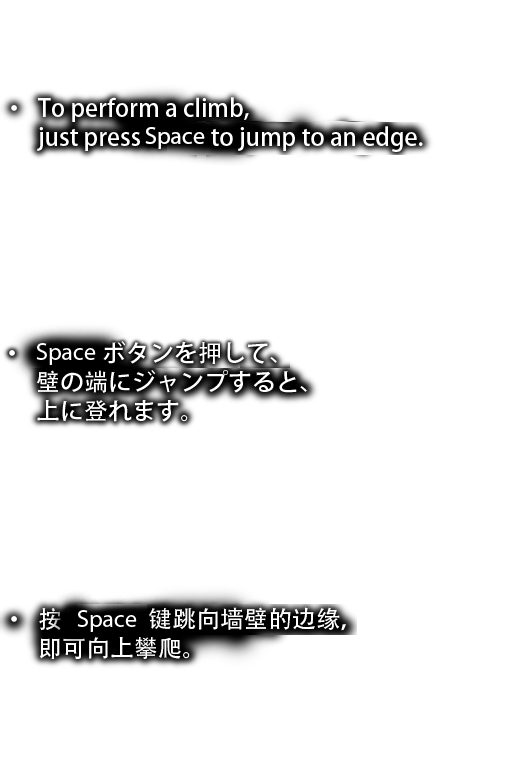 • To perform a climb,
just press Space to jump to an edge.
• Space ボタンを押して、
壁の端にジャンプすると、
上に登れます。
• 按 Space 键跳向墙壁的边缘,
即可向上攀爬。